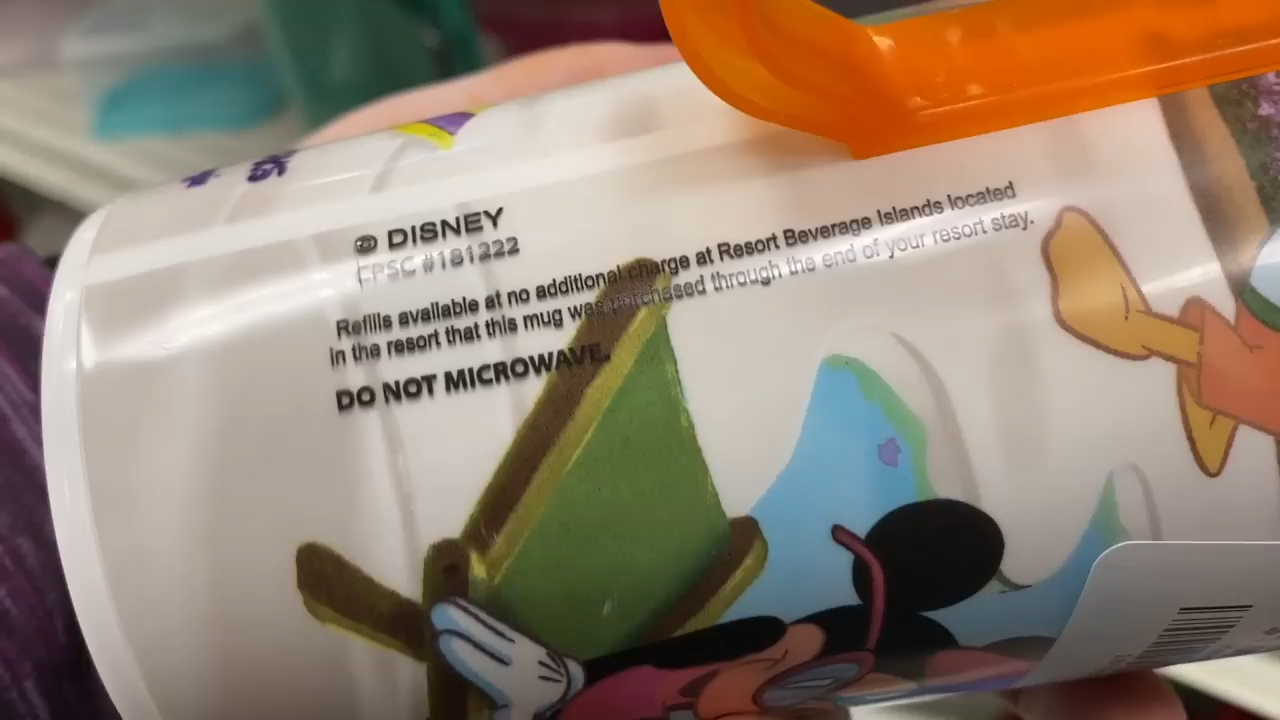 © DISNEY
FPSC #181222
Refills available at no additional charge at Resort Beverage Islands located
in the resort that this mug was purchased through the end of your resort stay.
DO NOT MICROWAVE.